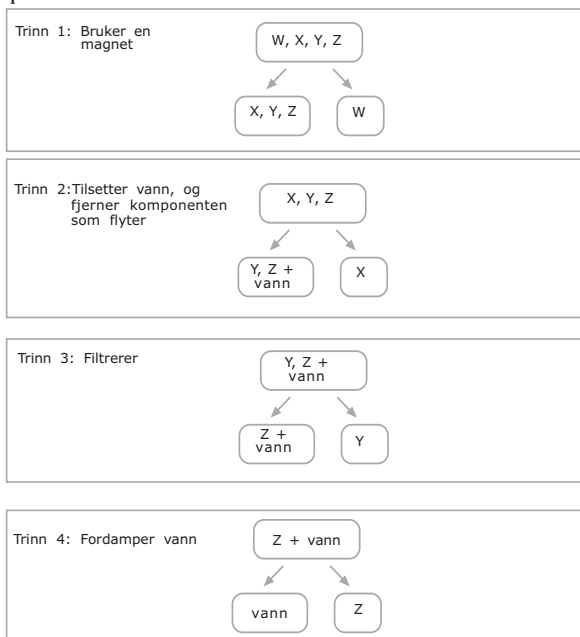 Trinn 1: Bruker en
magnet
W, X, Y, Z
X, Y, Z
W
Trinn 2:Tilsetter vann, og
fjerner komponenten
som flyter
X, Y, Z
Y, Z +
vann
X
Trinn 3: Filtrerer
Y, Z +
vann
Z +
vann
Y
Trinn 4: Fordamper vann
Z + vann
vann
Z